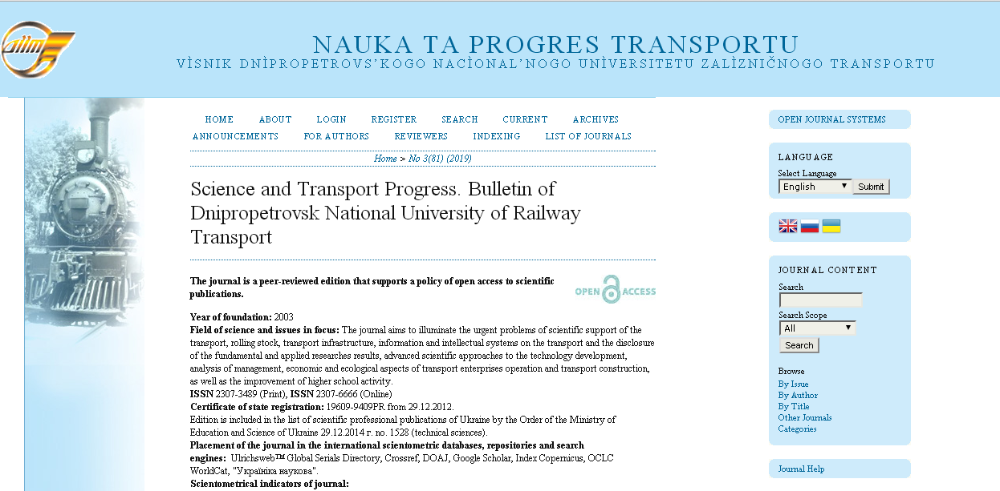 ДІІТ
NAUKA TA PROGRES TRANSPORTU
VÌSNIK DNÌPROPETROVS’KOGO NACÌONAL’NOGO UNÌVERSITETU ZALÌZNIČNOGO TRANSPORTU
HOME ABOUT LOGIN REGISTER SEARCH CURRENT ARCHIVES
ANNOUNCEMENTS FOR AUTHORS REVIEWERS INDEXING LIST OF JOURNALS
Home > No 3(81) (2019)
Science and Transport Progress. Bulletin of
Dnipropetrovsk National University of Railway
Transport
The journal is a peer-reviewed edition that supports a policy of open access to scientific
publications.
OPEN ACCESS
Year of foundation: 2003
Field of science and issues in focus: The journal aims to illuminate the urgent problems of scientific support of the
transport, rolling stock, transport infrastructure, information and intellectual systems on the transport and the disclosure
of the fundamental and applied researches results, advanced scientific approaches to the technology development,
analysis of management, economic and ecological aspects of transport enterprises operation and transport construction,
as well as the improvement of higher school activity.
ISSN 2307-3489 (Print), ISSN 2307-6666 (Online)
Certificate of state registration: 19609-9409PR from 29.12.2012.
Edition is included in the list of scientific professional publications of Ukraine by the Order of the Ministry of
Education and Science of Ukraine 29.12.2014 г. no. 1528 (technical sciences).
Placement of the journal in the international scientometric databases, repositories and search
engines: Ulrichsweb™ Global Serials Directory, Crossref, DOAJ, Google Scholar, Index Copernicus, OCLC
WorldCat, "Україніка наукова".
Scientometrical indicators of journal:
OPEN JOURNAL SYSTEMS
LANGUAGE
Select Language
English Submit
JOURNAL CONTENT
Search
Search Scope
All
Search
Browse
By Issue
By Author
By Title
Other Journals
Categories
Journal Help